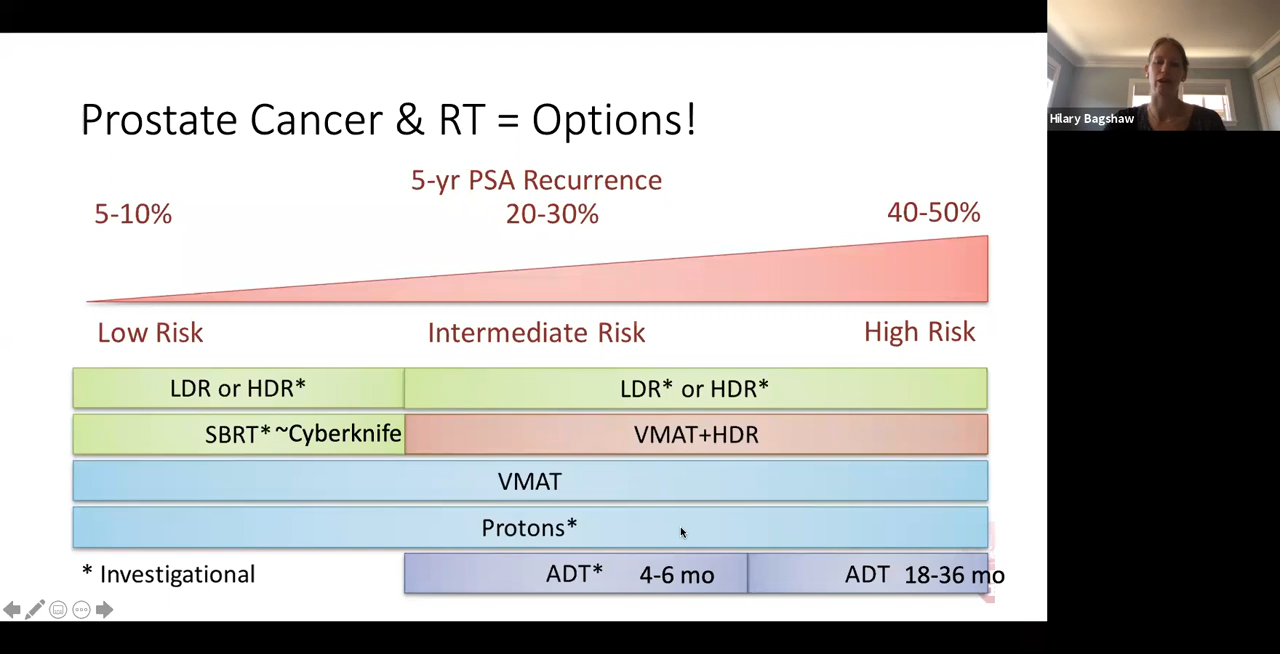 Prostate Cancer & RT = Options!
5-yr PSA Recurrence
5-10% 20-30% 40-50%
Low Risk Intermediate Risk High Risk
LDR or HDR* LDR* or HDR*
SBRT* ~Cyberknife VMAT+HDR
VMAT
Protons*
* Investigational ADT* 4-6 mo ADT 18-36 mo
Hilary Bagshaw